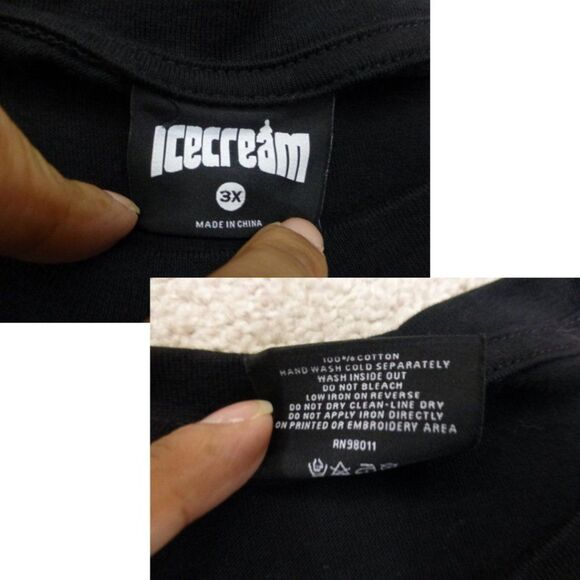 Icecream
3X
MADE IN CHINA
100% COTTON
HAND WASH COLD SEPARATELY
WASH INSIDE OUT
DO NOT BLEACH
LOW IRON ON REVERSE
DO NOT DRY CLEAN-LINE DRY
DO NOT APPLY IRON DIRECTLY
ON PRINTED OR EMBROIDERY AREA
RN98011